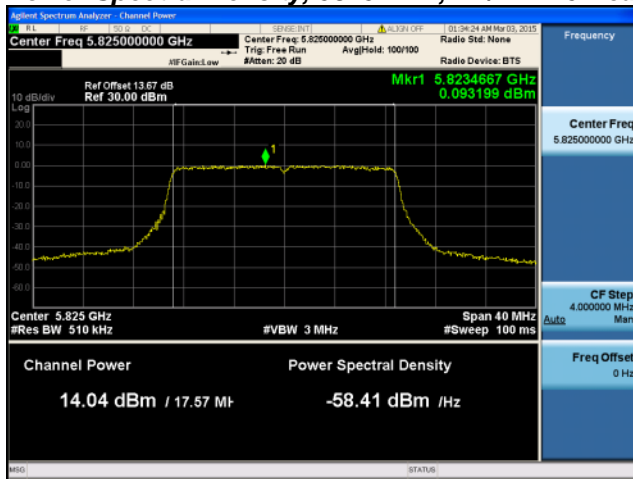 Agilent Spectrum Analyzer - Channel Power
RL RF 50 Ω DC SENSE:INT ALIGN OFF 01:34:24 AM Mar 03, 2015
Center Freq 5.825000000 GHz
#IFGain:Low
Center Freq: 5.825000000 GHz
Trig: Free Run Avg|Hold: 100/100
#Atten: 20 dB
Radio Std: None
Radio Device: BTS
Mkr1 5.8234667 GHz
0.093199 dBm
Ref Offset 13.67 dB
10 dB/div Ref 30.00 dBm
Log
20.0
10.0
1
0.00
-10.0
-20.0
-30.0
-40.0
-50.0
-60.0
Center 5.825 GHz Span 40 MHz
#Res BW 510 kHz #VBW 3 MHz #Sweep 100 ms
Channel Power Power Spectral Density
14.04 dBm / 17.57 MH -58.41 dBm /Hz
MSG STATUS
Frequency
Center Freq
5.825000000 GHz
CF Step
4.000000 MHz
Auto Man
Freq Offset
0 Hz